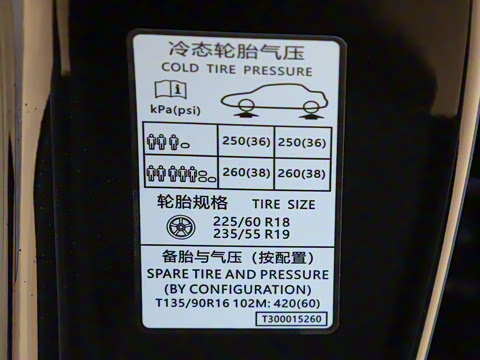 冷态轮胎气压
COLD TIRE PRESSURE
kPa(psi)
250(36) 250(36)
260(38) 260(38)
轮胎规格 TIRE SIZE
225/60 R18
235/55 R19
备胎与气压（按配置）
SPARE TIRE AND PRESSURE
(BY CONFIGURATION)
T135/90R16 102M: 420(60)
T300015260